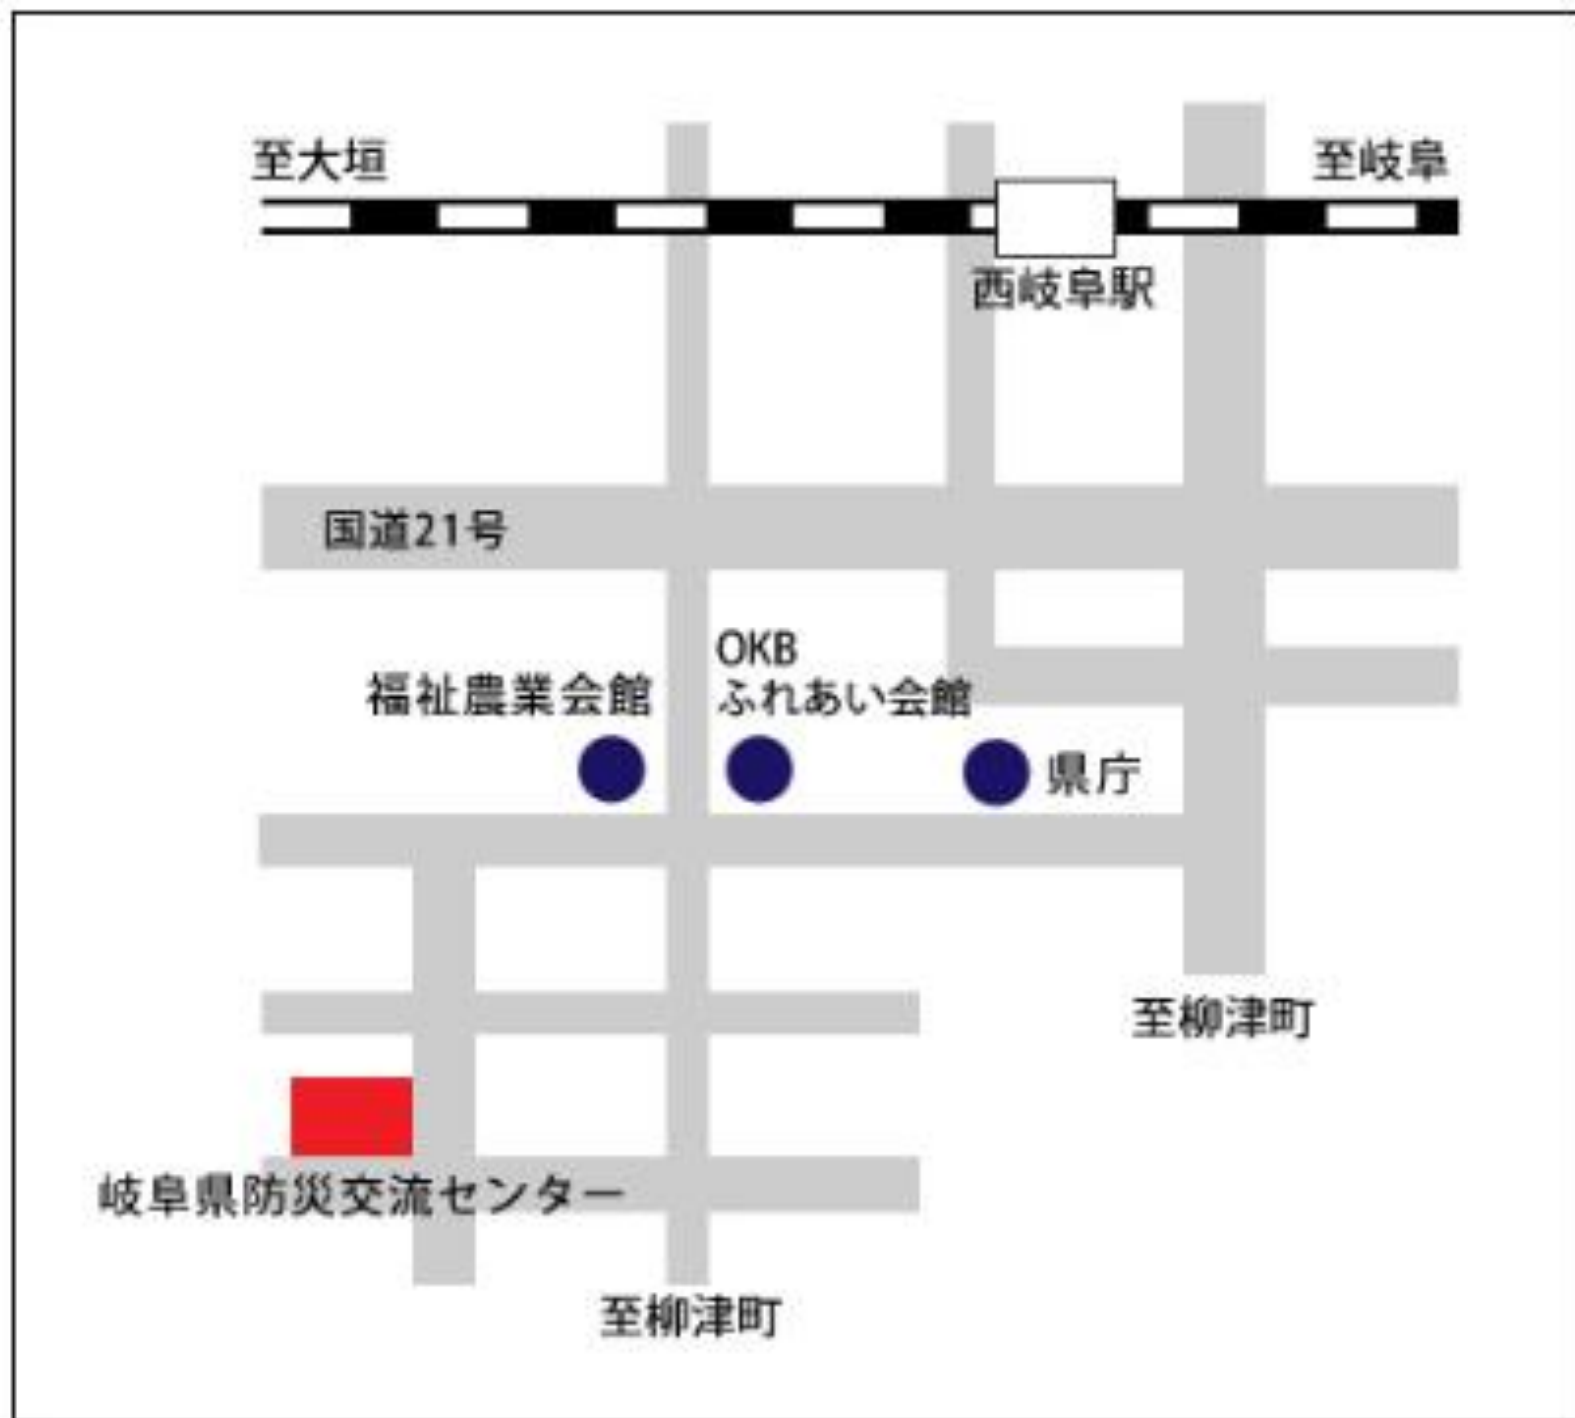 至大垣
至岐阜
西岐阜駅
国道21号
OKB
ふれあい会館
福祉農業会館
県庁
至柳津町
岐阜県防災交流センター
至柳津町